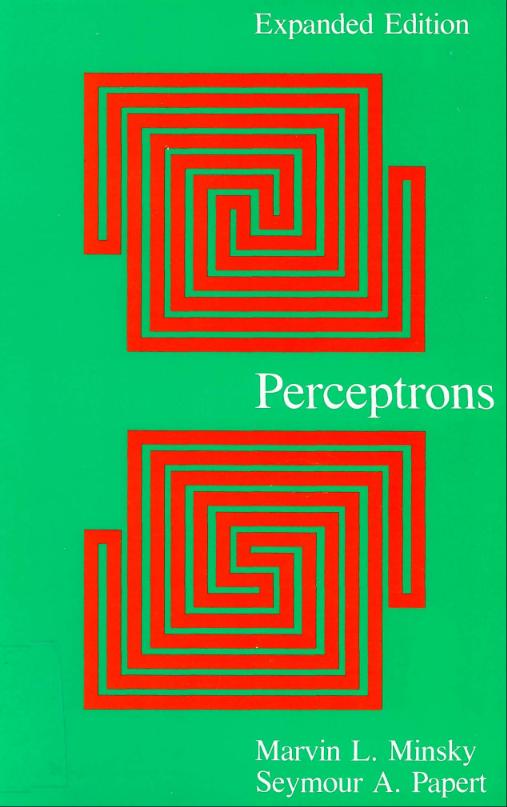 Expanded Edition
Perceptrons
Marvin L. Minsky
Seymour A. Papert